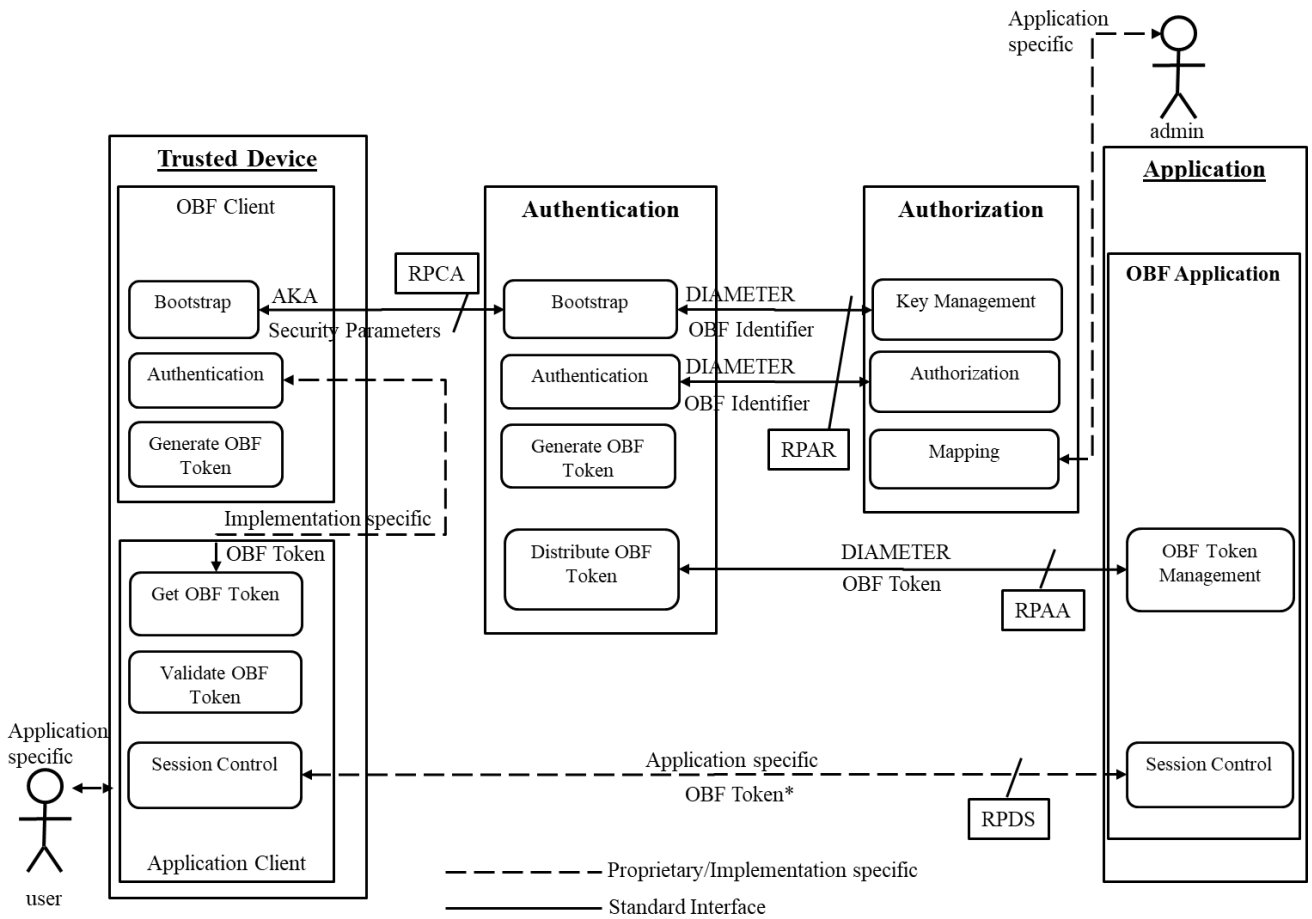 Application
specific
admin
Trusted Device
OBF Client
Bootstrap
Authentication
Generate OBF
Token
AKA
Security Parameters
RPCA
Implementation specific
OBF Token
Get OBF Token
Validate OBF
Token
Session Control
Application Client
Application
specific
user
Authentication
Bootstrap
Authentication
Generate OBF
Token
Distribute OBF
Token
DIAMETER
OBF Identifier
DIAMETER
OBF Identifier
RPAR
Authorization
Key Management
Authorization
Mapping
DIAMETER
OBF Token
RPAA
Application
OBF Application
OBF Token
Management
Session Control
Application specific
OBF Token*
RPDS
Proprietary/Implementation specific
Standard Interface